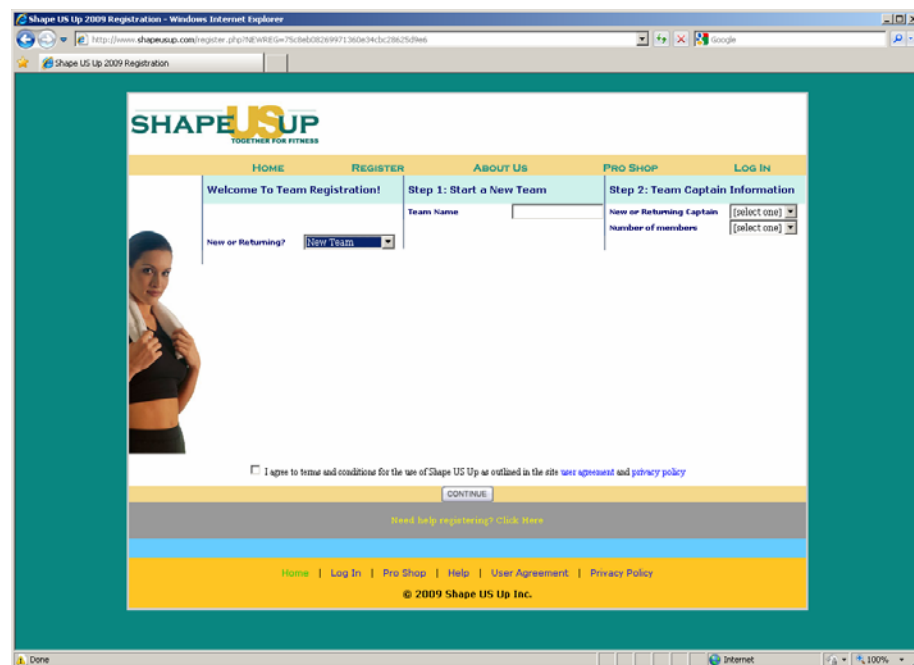 Shape US Up 2009 Registration - Windows Internet Explorer
http://www.shapeusup.com/register.php?NEWREG=75c8eb08269971360e34cbc28625d9e6
Google
Shape US Up 2009 Registration
SHAPE US UP
TOGETHER FOR FITNESS
HOME REGISTER ABOUT US PRO SHOP LOG IN
Welcome To Team Registration! Step 1: Start a New Team Step 2: Team Captain Information
Team Name New or Returning Captain [select one]
Number of members [select one]
New or Returning? New Team
I agree to terms and conditions for the use of Shape US Up as outlined in the site user agreement and privacy policy
CONTINUE
Need help registering? Click Here
Home | Log In | Pro Shop | Help | User Agreement | Privacy Policy
© 2009 Shape US Up Inc.
Done Internet 100%